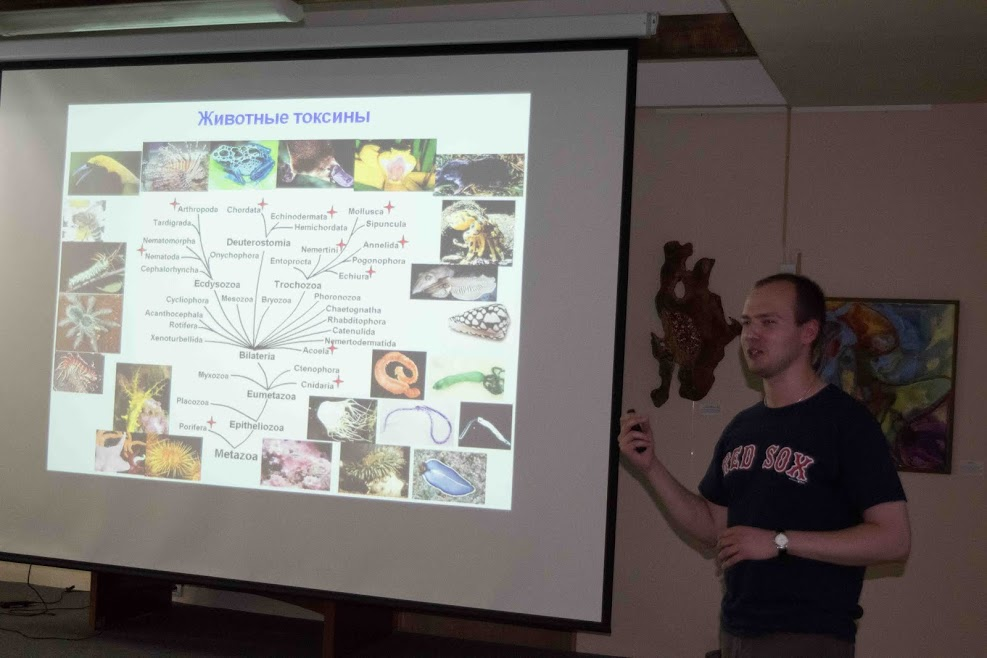 Животные токсины
Arthropoda
Chordata
Echinodermata
Mollusca
Tardigrada
Hemichordata
Sipuncula
Nematomorpha
Deuterostomia
Nemertini
Annelida
Nematoda
Onychophora
Entoprocta
Pogonophora
Cephalorhyncha
Echiura
Ecdysozoa
Trochozoa
Cycliophora
Mesozoa
Bryozoa
Phoronozoa
Acanthocephala
Chaetognatha
Rotifera
Rhabditophora
Catenulida
Xenoturbellida
Nemertodermatida
Bilateria
Acoela
Myxozoa
Ctenophora
Cnidaria
Eumetazoa
Placozoa
Porifera
Epitheliozoa
Metazoa
RED SOX